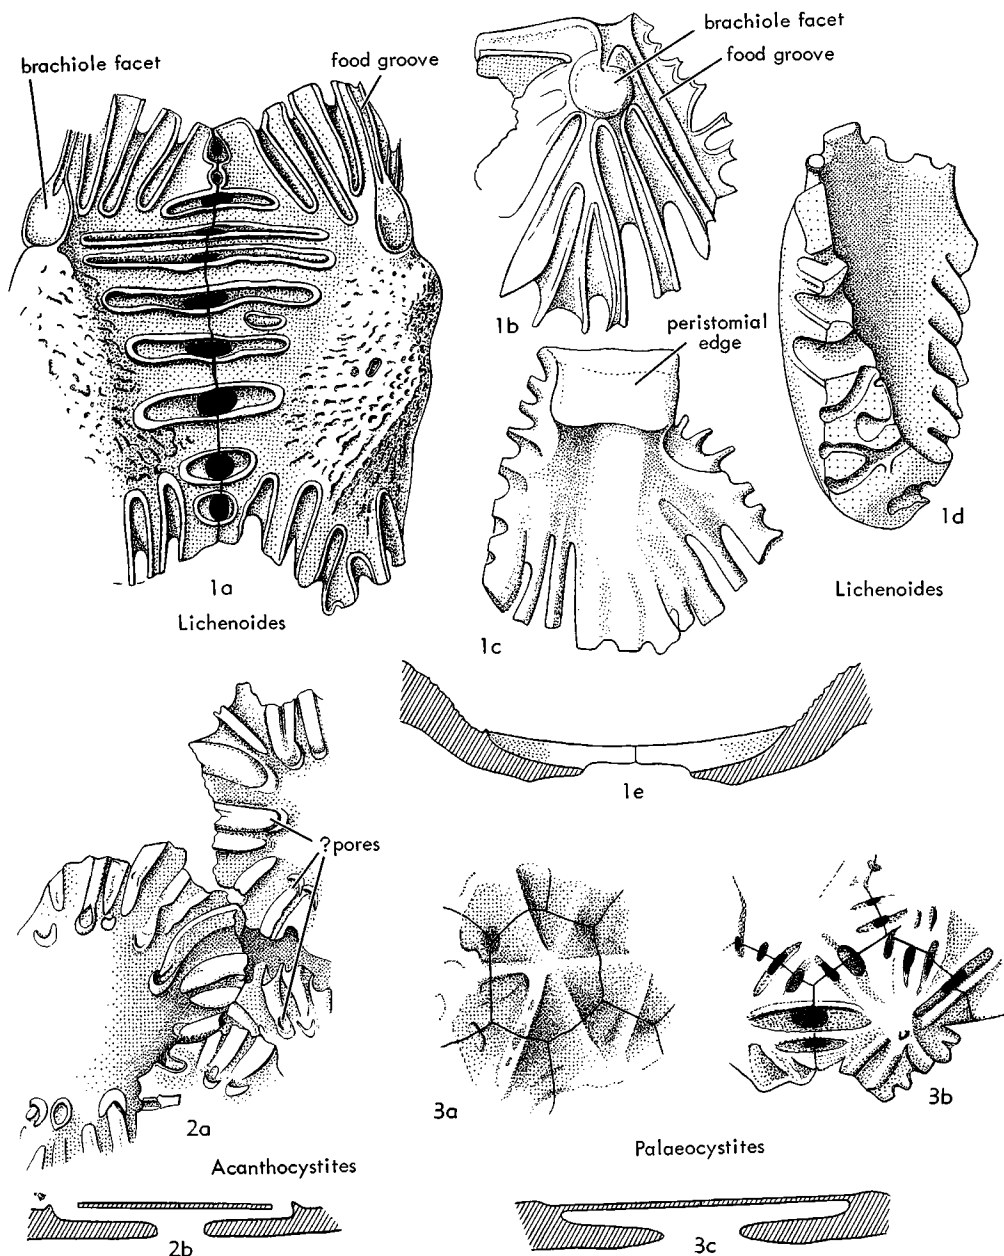 brachiole facet
food groove
brachiole facet
food groove
1b
peristomial
edge
1a
Lichenoides
1c
1d
Lichenoides
1e
?pores
2a
3a
3b
Acanthocystites
Palaeocystites
2b
3c